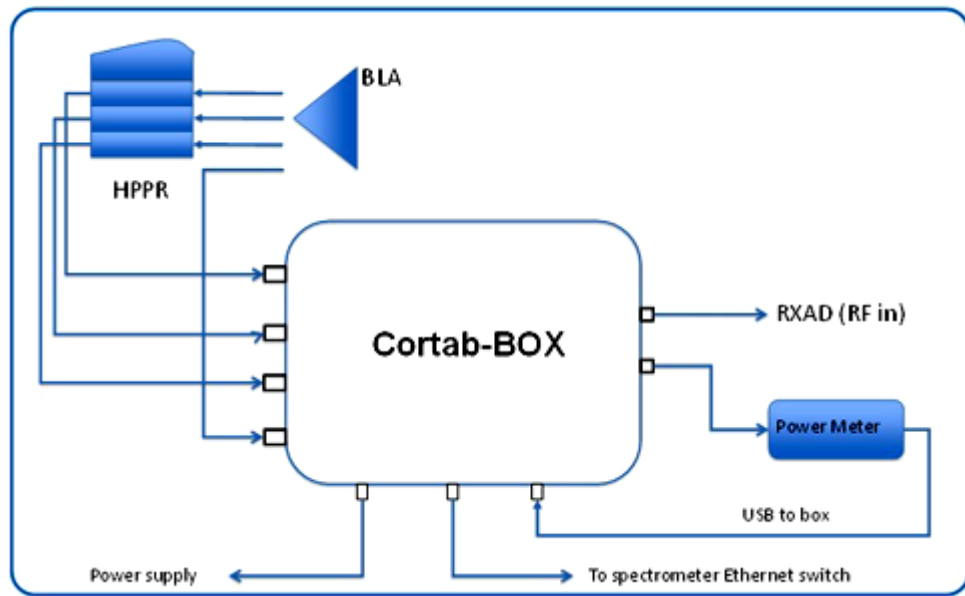 BLA
HPPR
Cortab-BOX
RXAD (RF in)
Power Meter
USB to box
Power supply
To spectrometer Ethernet switch